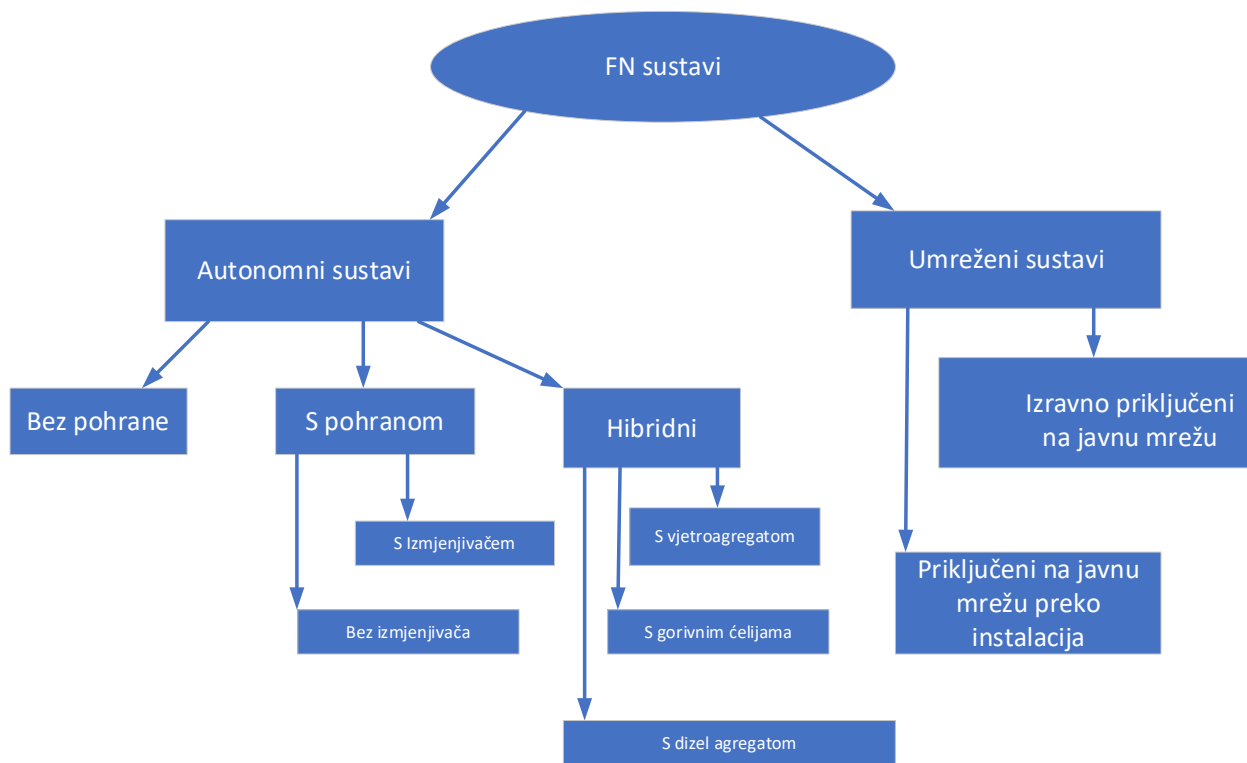 FN sustavi
Autonomni sustavi
Umreženi sustavi
Bez pohrane
S pohranom
Hibridni
Izravno priključeni
na javnu mrežu
S Izmjenjivačem
S vjetroagregatom
Priključeni na javnu
mrežu preko
instalacija
Bez izmjenjivača
S gorivnim ćelijama
S dizel agregatom